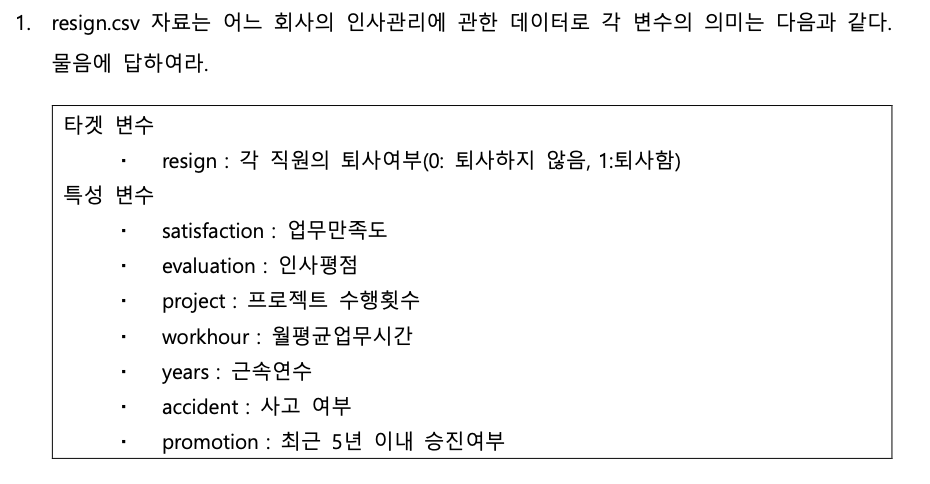 1. resign.csv 자료는 어느 회사의 인사관리에 관한 데이터로 각 변수의 의미는 다음과 같다.
물음에 답하여라.
타겟 변수
· resign : 각 직원의 퇴사여부(0: 퇴사하지 않음, 1:퇴사함)
특성 변수
· satisfaction : 업무만족도
· evaluation : 인사평점
· project : 프로젝트 수행횟수
· workhour : 월평균업무시간
· years : 근속연수
· accident : 사고 여부
· promotion : 최근 5년 이내 승진여부